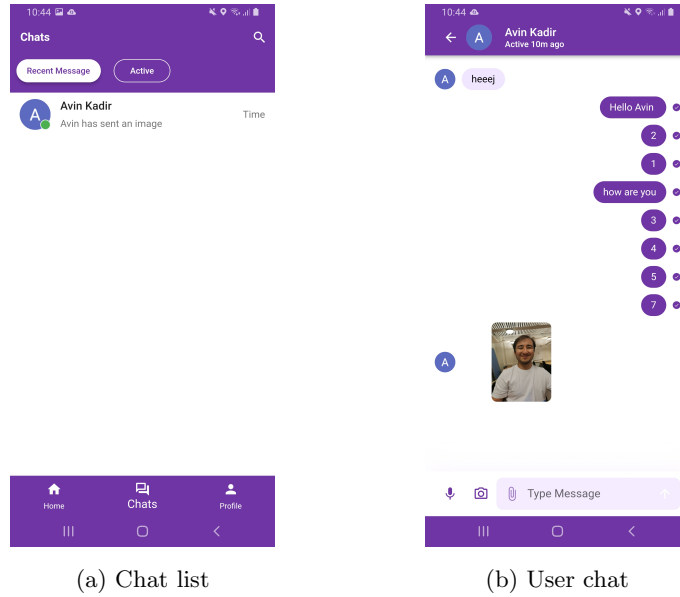 10:44
Chats
Recent Message
Active
A
Avin Kadir
Avin has sent an image
Time
Home
Chats
Profile
(a) Chat list
10:44
A
Avin Kadir
Active 10m ago
A
heeej
Hello Avin
2
1
how are you
3
4
5
7
A
Type Message
(b) User chat